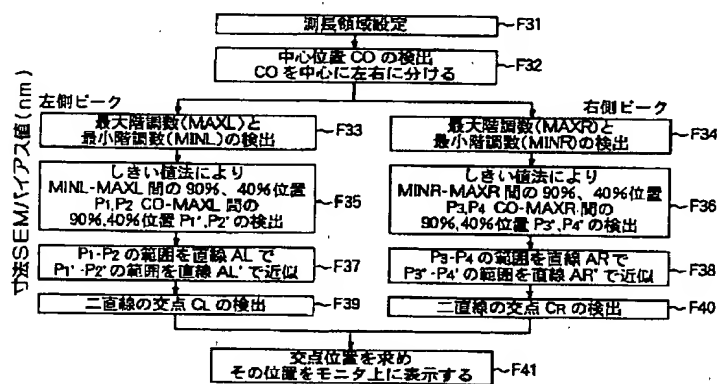 測長領域設定
F31
中心位置 CO の検出
CO を中心に左右に分ける
F32
左側ピーク
右側ピーク
寸法SEMバイアス値(nm)
最大階調数(MAXL)と
最小階調数(MINL)の検出
F33
最大階調数(MAXR)と
最小階調数(MINR)の検出
F34
しきい値法により
MINL-MAXL 間の 90%、40%位置
P1,P2 CO-MAXL 間の
90%,40%位置 P1',P2' の検出
F35
しきい値法により
MINR-MAXR 間の 90%、40%位置
P3,P4 CO-MAXR 間の
90%,40%位置 P3',P4' の検出
F36
P1-P2 の範囲を直線 AL で
P1'-P2' の範囲を直線 AL' で近似
F37
P3-P4 の範囲を直線 AR で
P3'-P4' の範囲を直線 AR' で近似
F38
二直線の交点 CL の検出
F39
二直線の交点 CR の検出
F40
交点位置を求め
その位置をモニタ上に表示する
F41